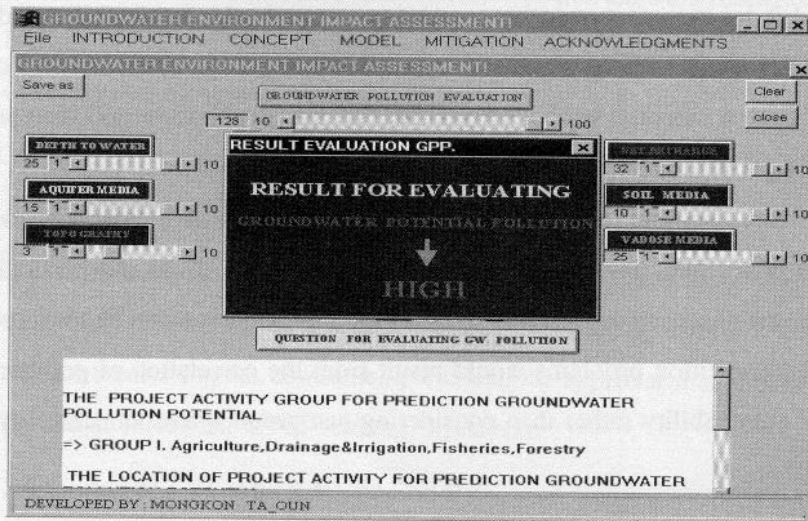 GROUNDWATER ENVIRONMENT IMPACT ASSESSMENT!
File INTRODUCTION CONCEPT MODEL MITIGATION ACKNOWLEDGMENTS
GROUNDWATER ENVIRONMENT IMPACT ASSESSMENT!
Save as
GROUNDWATER POLLUTION EVALUATION
Clear
close
128 10 100
DEPTH TO WATER
25 1 10
AQUIFER MEDIA
15 1 10
TOPOGRAPHY
3 1 10
RESULT EVALUATION GPP.
RESULT FOR EVALUATING
GROUNDWATER POTENTIAL POLLUTION
HIGH
NET RECHARGE
32 1 10
SOIL MEDIA
10 1 10
VADOSE MEDIA
25 1 10
QUESTION FOR EVALUATING GW POLLUTION
THE PROJECT ACTIVITY GROUP FOR PREDICTION GROUNDWATER
POLLUTION POTENTIAL
=> GROUP I. Agriculture,Drainage&Irrigation,Fisheries,Forestry
THE LOCATION OF PROJECT ACTIVITY FOR PREDICTION GROUNDWATER
DEVELOPED BY : MONGKON TA_OUN